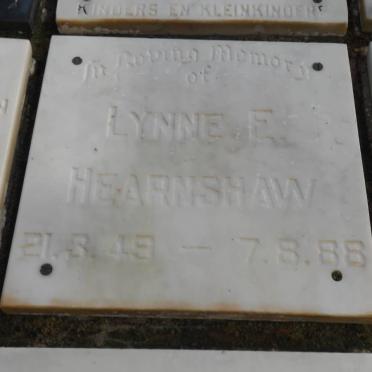 KINDERS EN KLEINKINDERS
In Loving Memory
of
LYNNE E.
HEARNSHAW
21.3.49 — 7.8.88